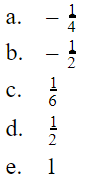 a. – 1/4
b. – 1/2
c. 1/6
d. 1/2
e. 1